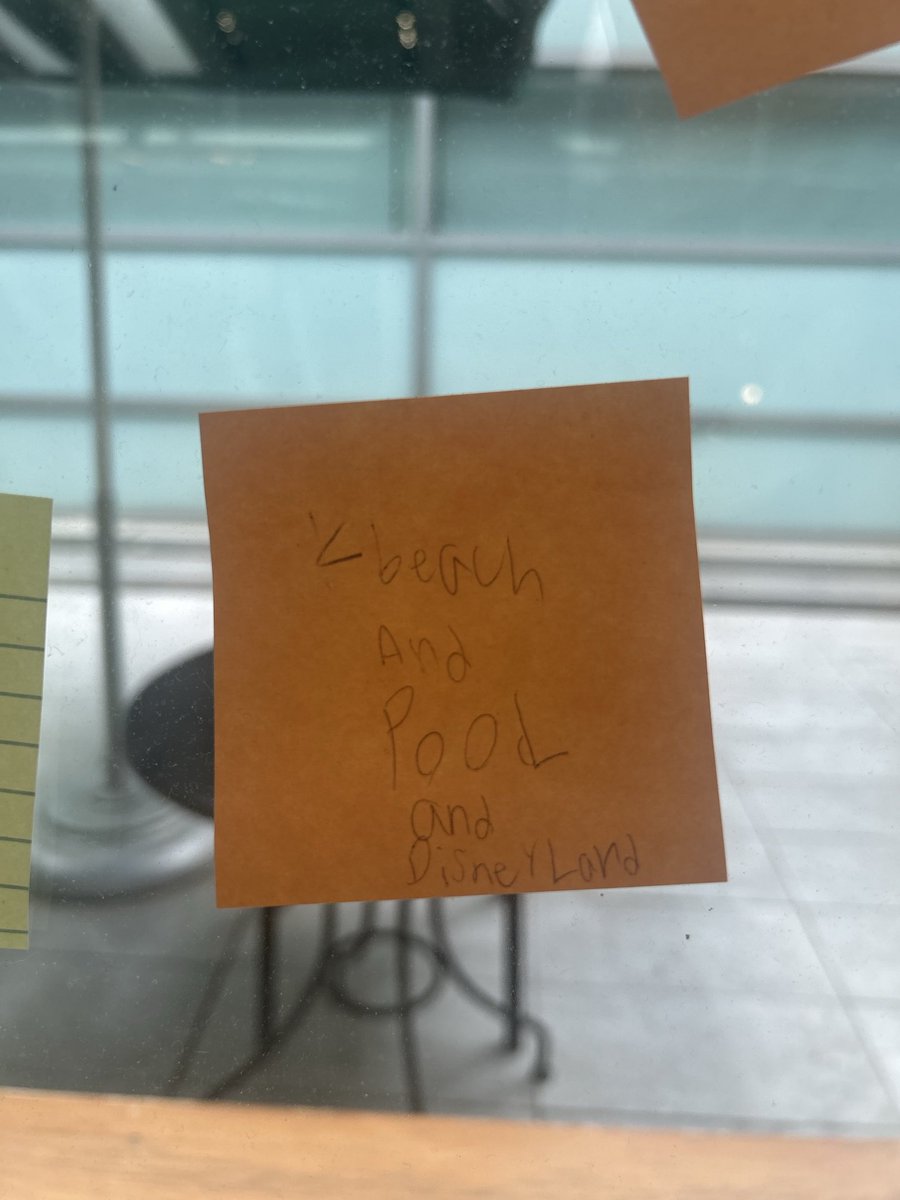 beach
And
Pool
and
DisneyLand